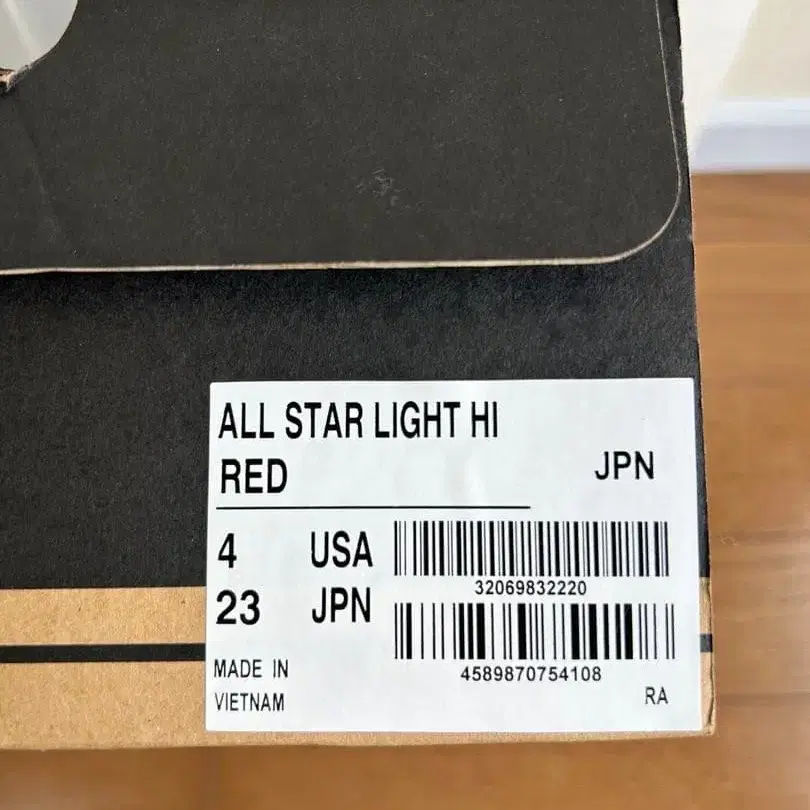 ALL STAR LIGHT HI
RED JPN
4 USA
32069832220
23 JPN
4589870754108
MADE IN
VIETNAM RA